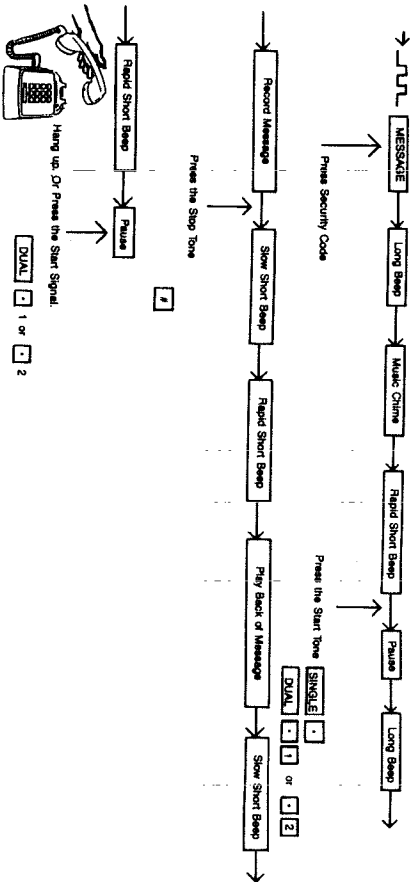 MESSAGE
Long Beep
Music Chime
Rapid Short Beep
Pause
Long Beep
Press Security Code
Press the Start Tone
SINGLE
DUAL 1 or 2
Record Message
Slow Short Beep
Rapid Short Beep
Play Back of Message
Slow Short Beep
Press the Stop Tone
#
Rapid Short Beep
Pause
Hang up. Or Press the Start Signal.
DUAL 1 or 2